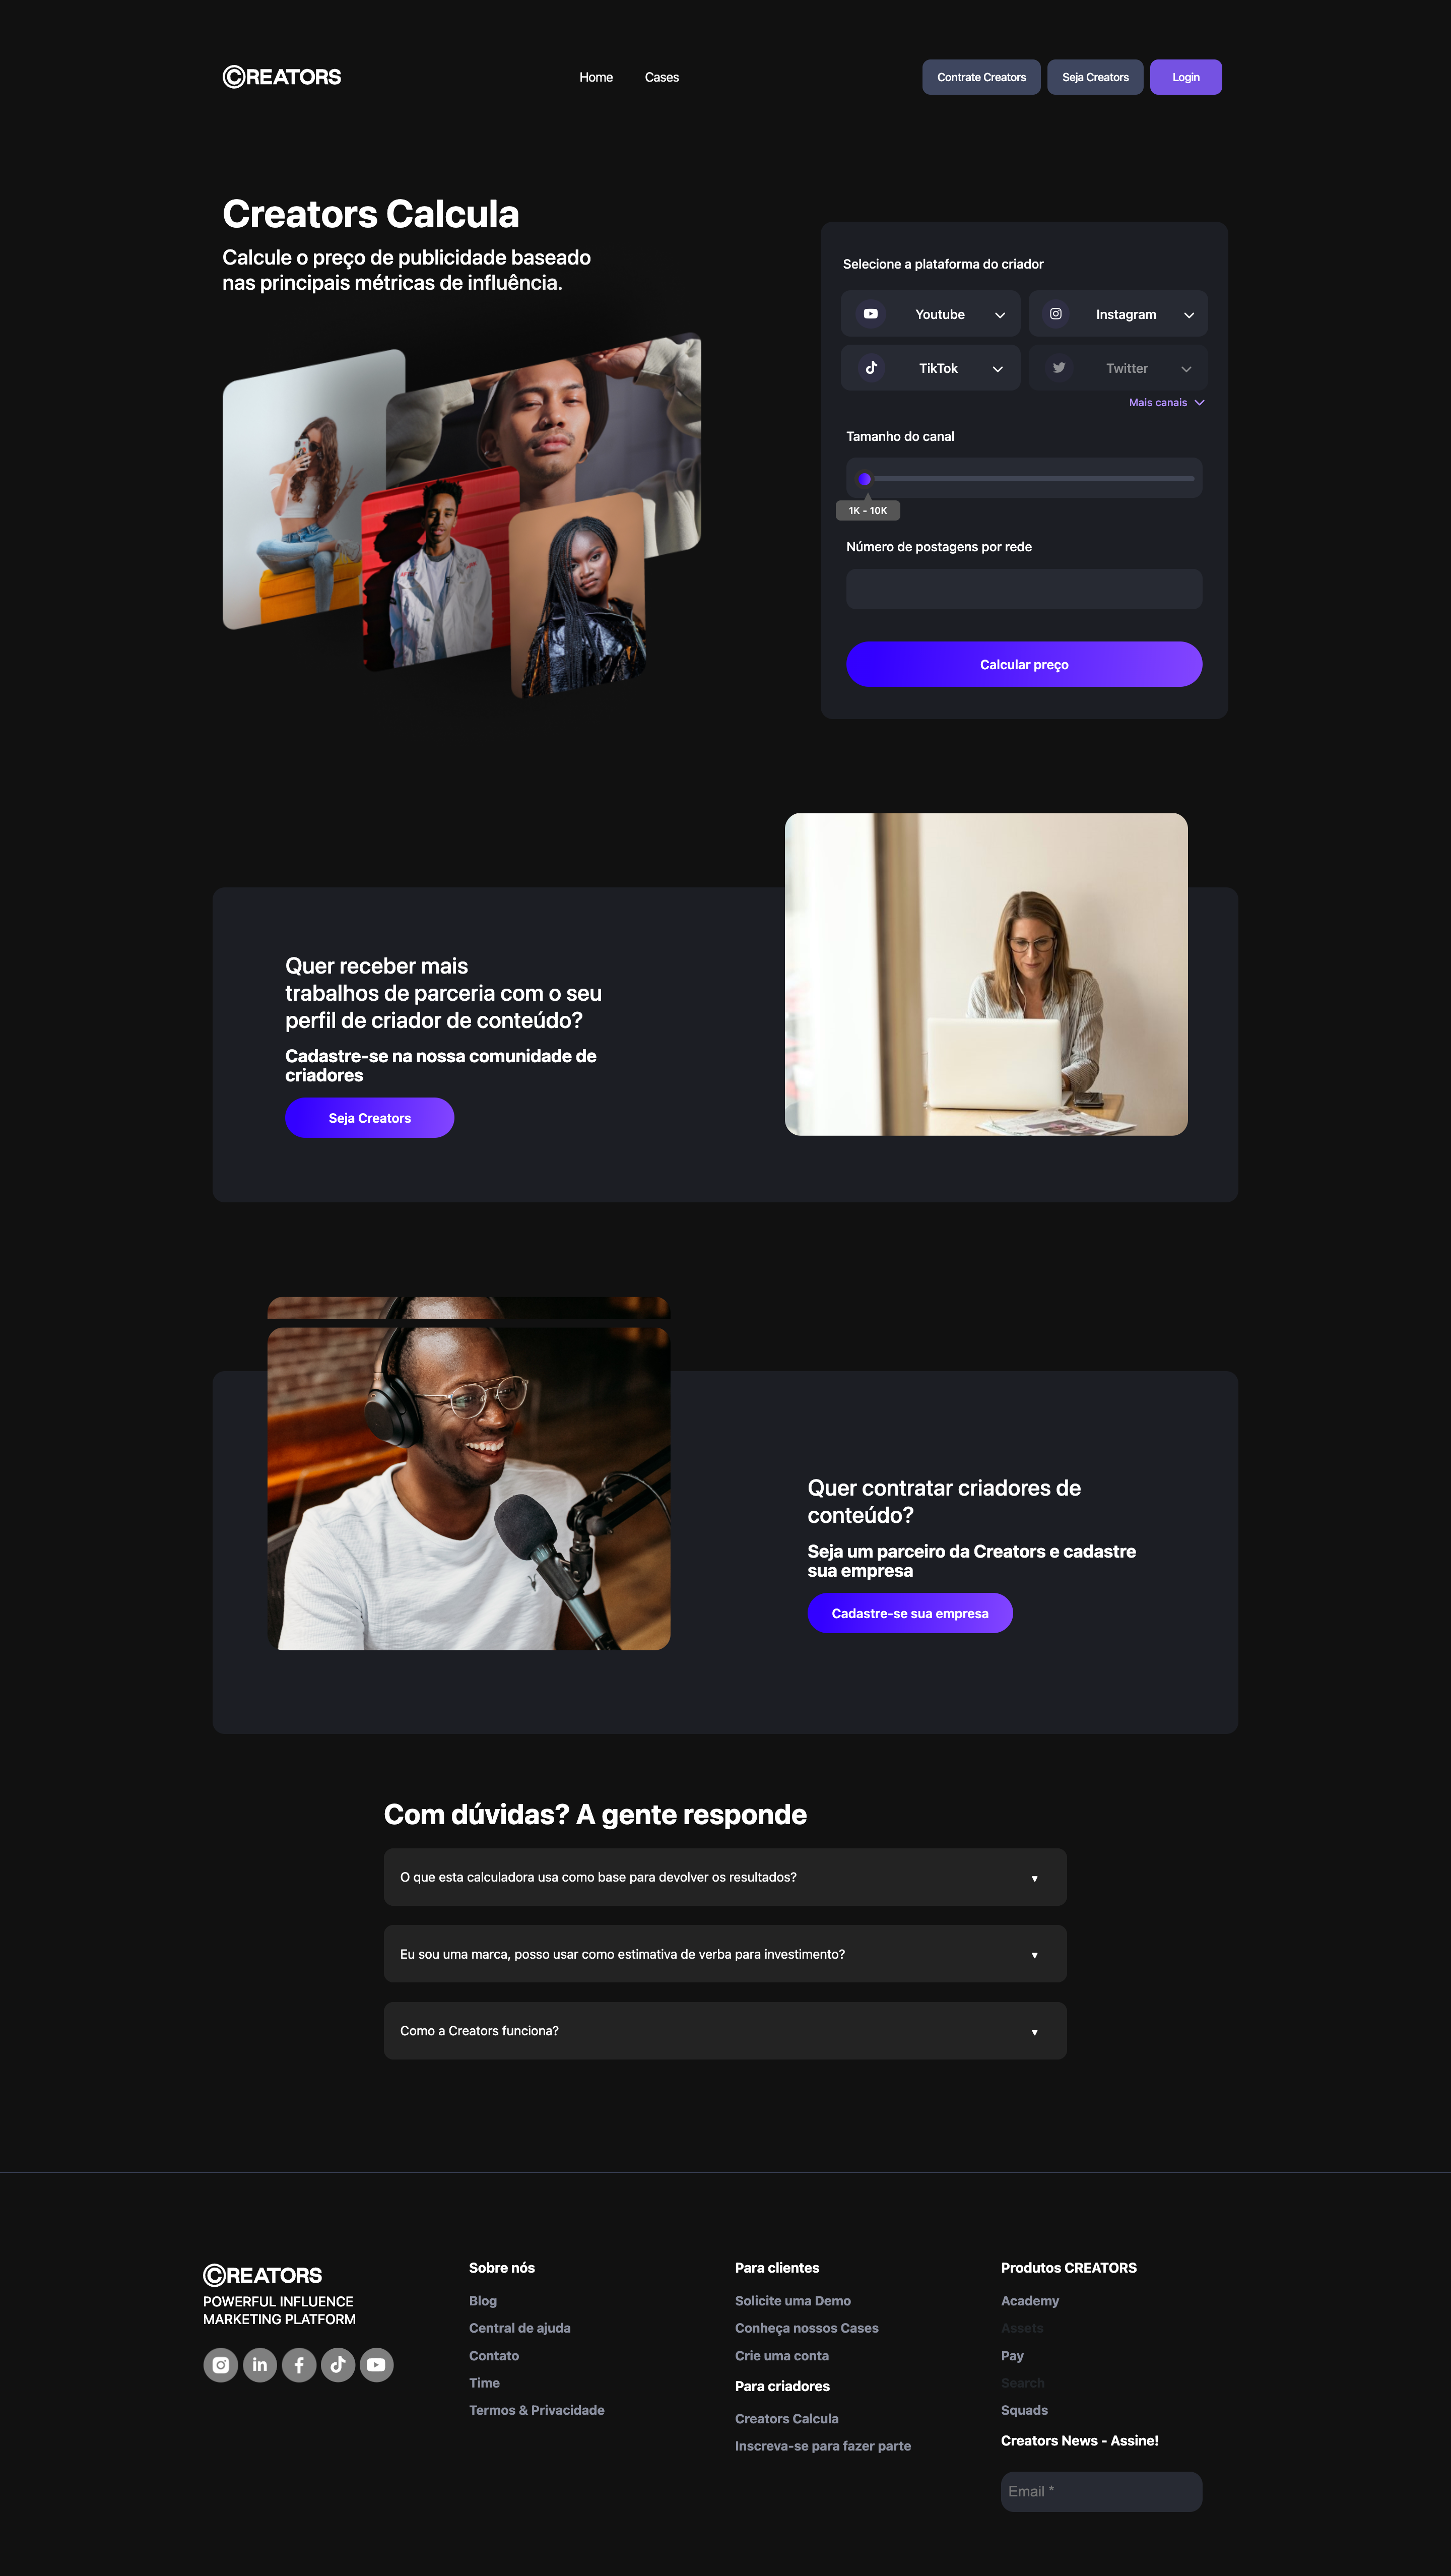 ©REATORS
Home
Cases
Contrate Creators
Seja Creators
Login
Creators Calcula
Calcule o preço de publicidade baseado
nas principais métricas de influência.
Selecione a plataforma do criador
Youtube
Instagram
TikTok
Twitter
Mais canais
Tamanho do canal
1K - 10K
Número de postagens por rede
Calcular preço
Quer receber mais
trabalhos de parceria com o seu
perfil de criador de conteúdo?
Cadastre-se na nossa comunidade de
criadores
Seja Creators
Quer contratar criadores de
conteúdo?
Seja um parceiro da Creators e cadastre
sua empresa
Cadastre-se sua empresa
Com dúvidas? A gente responde
O que esta calculadora usa como base para devolver os resultados?
Eu sou uma marca, posso usar como estimativa de verba para investimento?
Como a Creators funciona?
©REATORS
POWERFUL INFLUENCE
MARKETING PLATFORM
Sobre nós
Blog
Central de ajuda
Contato
Time
Termos & Privacidade
Para clientes
Solicite uma Demo
Conheça nossos Cases
Crie uma conta
Para criadores
Creators Calcula
Inscreva-se para fazer parte
Produtos CREATORS
Academy
Assets
Pay
Search
Squads
Creators News - Assine!
Email *